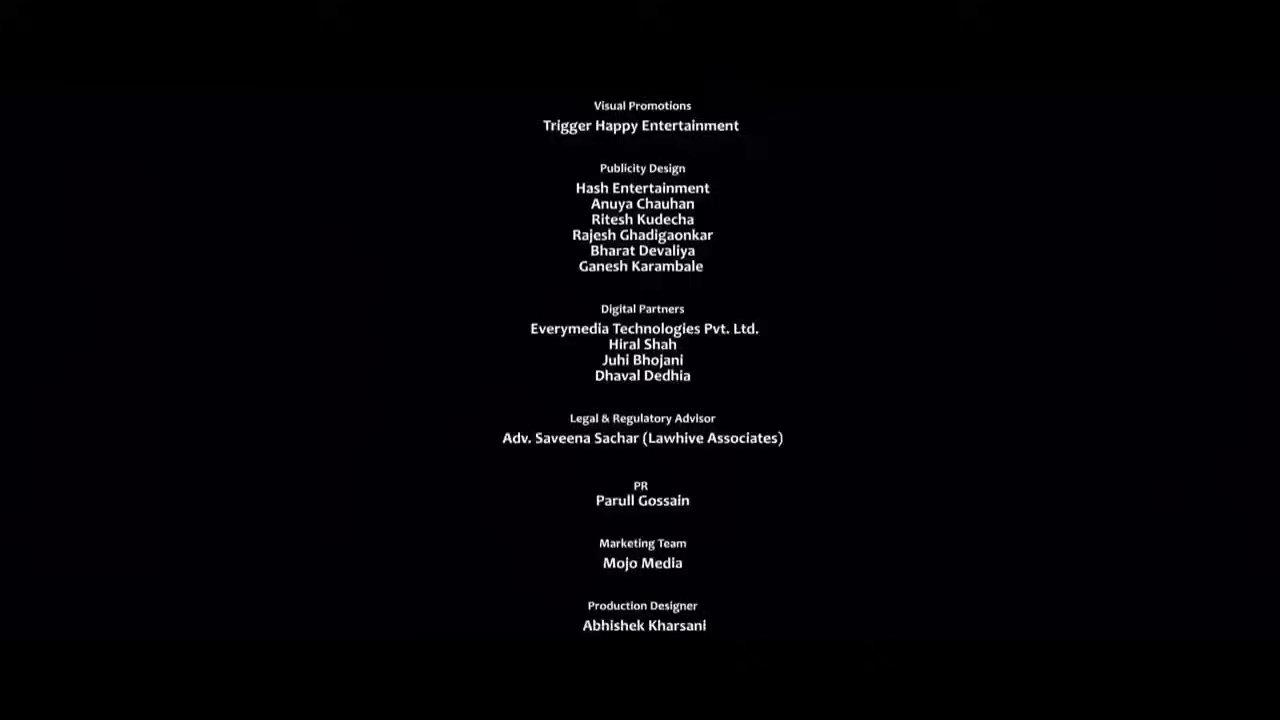 Visual Promotions
Trigger Happy Entertainment
Publicity Design
Hash Entertainment
Anuya Chauhan
Ritesh Kudecha
Rajesh Ghadigaonkar
Bharat Devaliya
Ganesh Karambale
Digital Partners
Everymedia Technologies Pvt. Ltd.
Hiral Shah
Juhi Bhojani
Dhaval Dedhia
Legal & Regulatory Advisor
Adv. Saveena Sachar (Lawhive Associates)
PR
Parull Gossain
Marketing Team
Mojo Media
Production Designer
Abhishek Kharsani